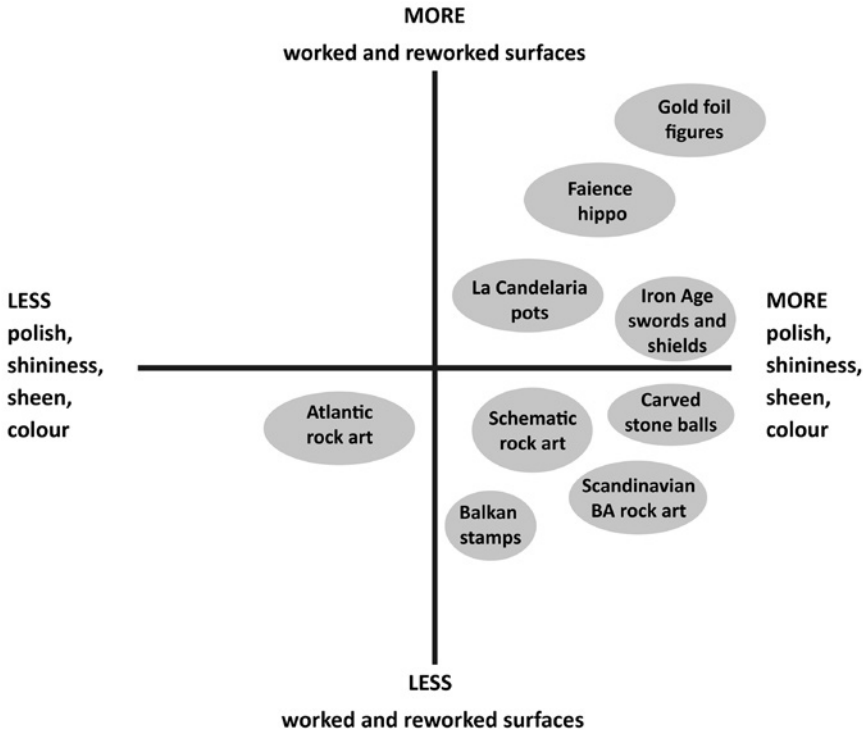 MORE
worked and reworked surfaces
Gold foil
figures
Faience
hippo
La Candelaria
pots
Iron Age
swords and
shields
LESS
polish,
shininess,
sheen,
colour
MORE
polish,
shininess,
sheen,
colour
Atlantic
rock art
Schematic
rock art
Carved
stone balls
Scandinavian
BA rock art
Balkan
stamps
LESS
worked and reworked surfaces